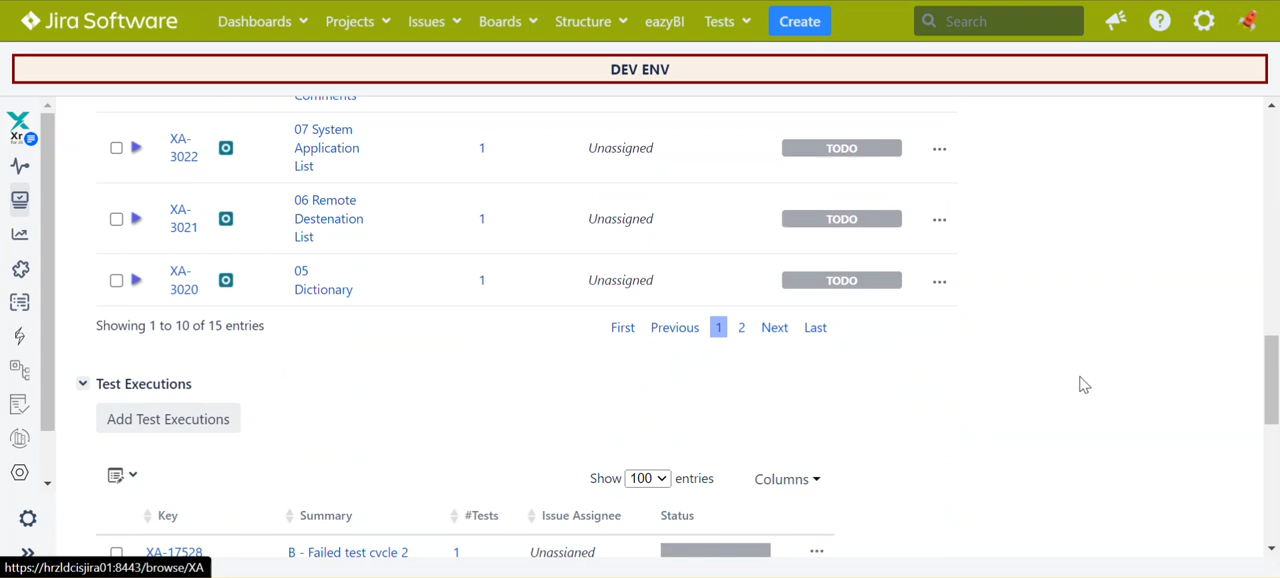 Jira Software Dashboards Projects Issues Boards Structure eazyBI Tests Create Search
DEV ENV
Comments
XA-
3022
07 System
Application
List
1
Unassigned
TODO
XA-
3021
06 Remote
Destenation
List
1
Unassigned
TODO
XA-
3020
05
Dictionary
1
Unassigned
TODO
Showing 1 to 10 of 15 entries
First Previous 1 2 Next Last
Test Executions
Add Test Executions
Show 100 entries Columns
Key Summary #Tests Issue Assignee Status
XA-17528 B - Failed test cycle 2 1 Unassigned
https://hrzldcisjira01:8443/browse/XA
Xr